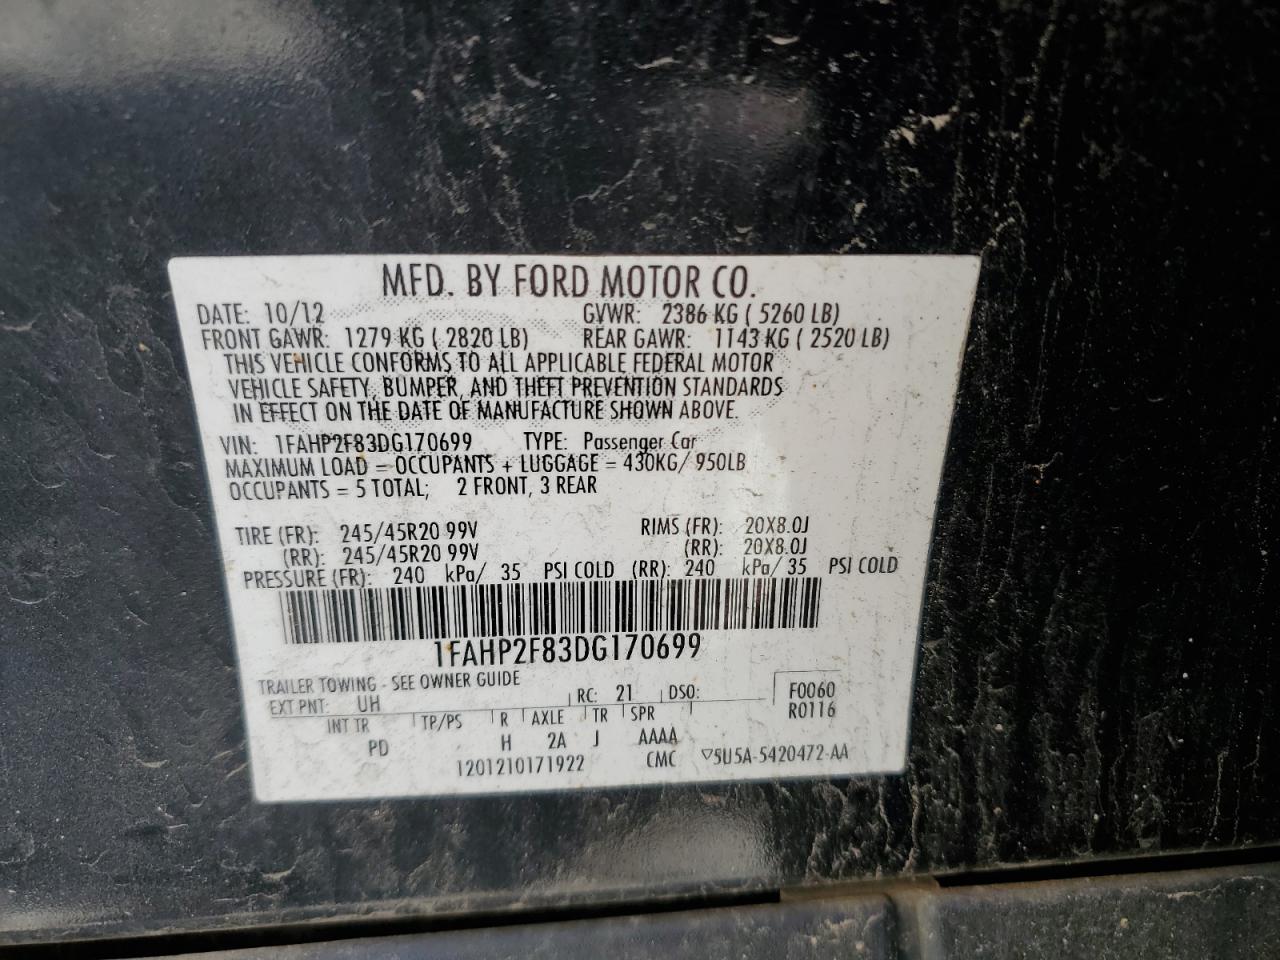 MFD. BY FORD MOTOR CO.
DATE: 10/12 GVWR: 2386 KG ( 5260 LB)
FRONT GAWR: 1279 KG ( 2820 LB) REAR GAWR: 1143 KG ( 2520 LB)
THIS VEHICLE CONFORMS TO ALL APPLICABLE FEDERAL MOTOR
VEHICLE SAFETY, BUMPER, AND THEFT PREVENTION STANDARDS
IN EFFECT ON THE DATE OF MANUFACTURE SHOWN ABOVE.
VIN: 1FAHP2F83DG170699 TYPE: Passenger Car
MAXIMUM LOAD = OCCUPANTS + LUGGAGE = 430KG/ 950LB
OCCUPANTS = 5 TOTAL; 2 FRONT, 3 REAR
TIRE (FR): 245/45R20 99V RIMS (FR): 20X8.0J
(RR): 245/45R20 99V (RR): 20X8.0J
PRESSURE (FR): 240 kPa/ 35 PSI COLD (RR): 240 kPa/ 35 PSI COLD
1FAHP2F83DG170699
TRAILER TOWING - SEE OWNER GUIDE
EXT PNT: UH RC: 21 DSO: F0060
INT TR TP/PS R AXLE TR SPR R0116
PD H 2A J AAAA
1201210171922 CMC ▽5U5A-5420472-AA